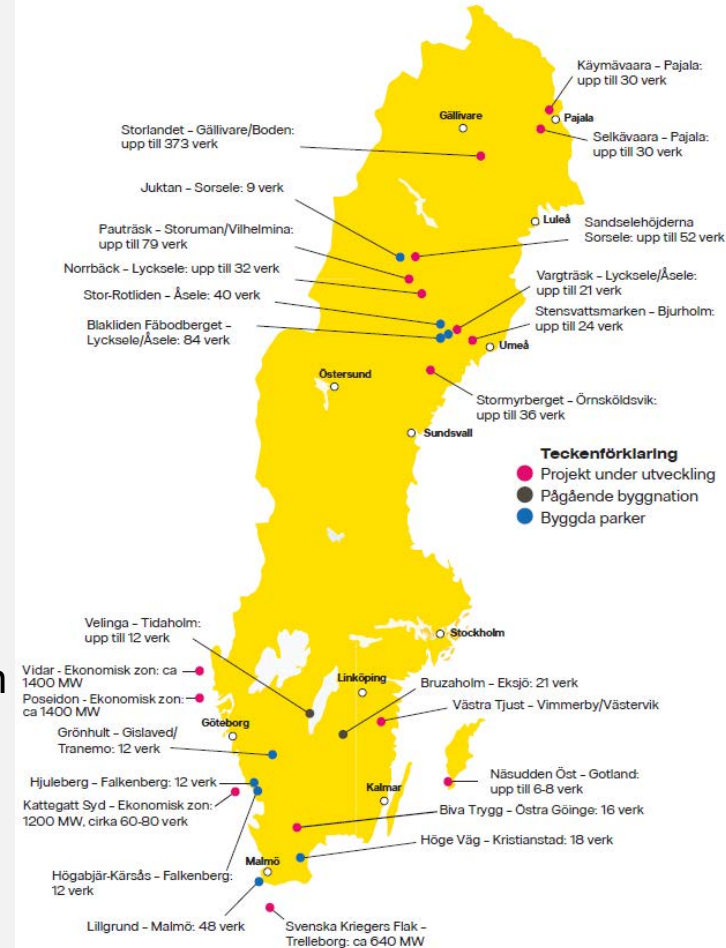 Käymävaara – Pajala:
upp till 30 verk
Gällivare
Pajala
Storlandet – Gällivare/Boden:
upp till 373 verk
Selkävaara – Pajala:
upp till 30 verk
Juktan – Sorsele: 9 verk
Luleå
Sandselehöjderna
Sorsele: upp till 52 verk
Pauträsk – Storuman/Vilhelmina:
upp till 79 verk
Norrbäck – Lycksele: upp till 32 verk
Vargträsk – Lycksele/Åsele:
upp till 21 verk
Stor-Rotliden – Åsele: 40 verk
Stensvattsmarken – Bjurholm:
upp till 24 verk
Blakliden Fäbodberget –
Lycksele/Åsele: 84 verk
Umeå
Östersund
Stormyrberget – Örnsköldsvik:
upp till 36 verk
Sundsvall
Teckenförklaring
Projekt under utveckling
Pågående byggnation
Byggda parker
Velinga – Tidaholm:
upp till 12 verk
Stockholm
Vidar - Ekonomisk zon: ca
1400 MW
Linköping
Bruzaholm – Eksjö: 21 verk
n
Poseidon - Ekonomisk zon:
ca 1400 MW
Västra Tjust – Vimmerby/Västervik
Göteborg
Grönhult – Gislaved/
Tranemo: 12 verk
Hjuleberg – Falkenberg: 12 verk
Näsudden Öst – Gotland:
upp till 6-8 verk
Kattegatt Syd – Ekonomisk zon:
1200 MW, cirka 60-80 verk
Kalmar
Biva Trygg – Östra Göinge: 16 verk
Höge Väg – Kristianstad: 18 verk
Malmö
Högabjär-Kärsås – Falkenberg:
12 verk
Lillgrund – Malmö: 48 verk
Svenska Kriegers Flak –
Trelleborg: ca 640 MW